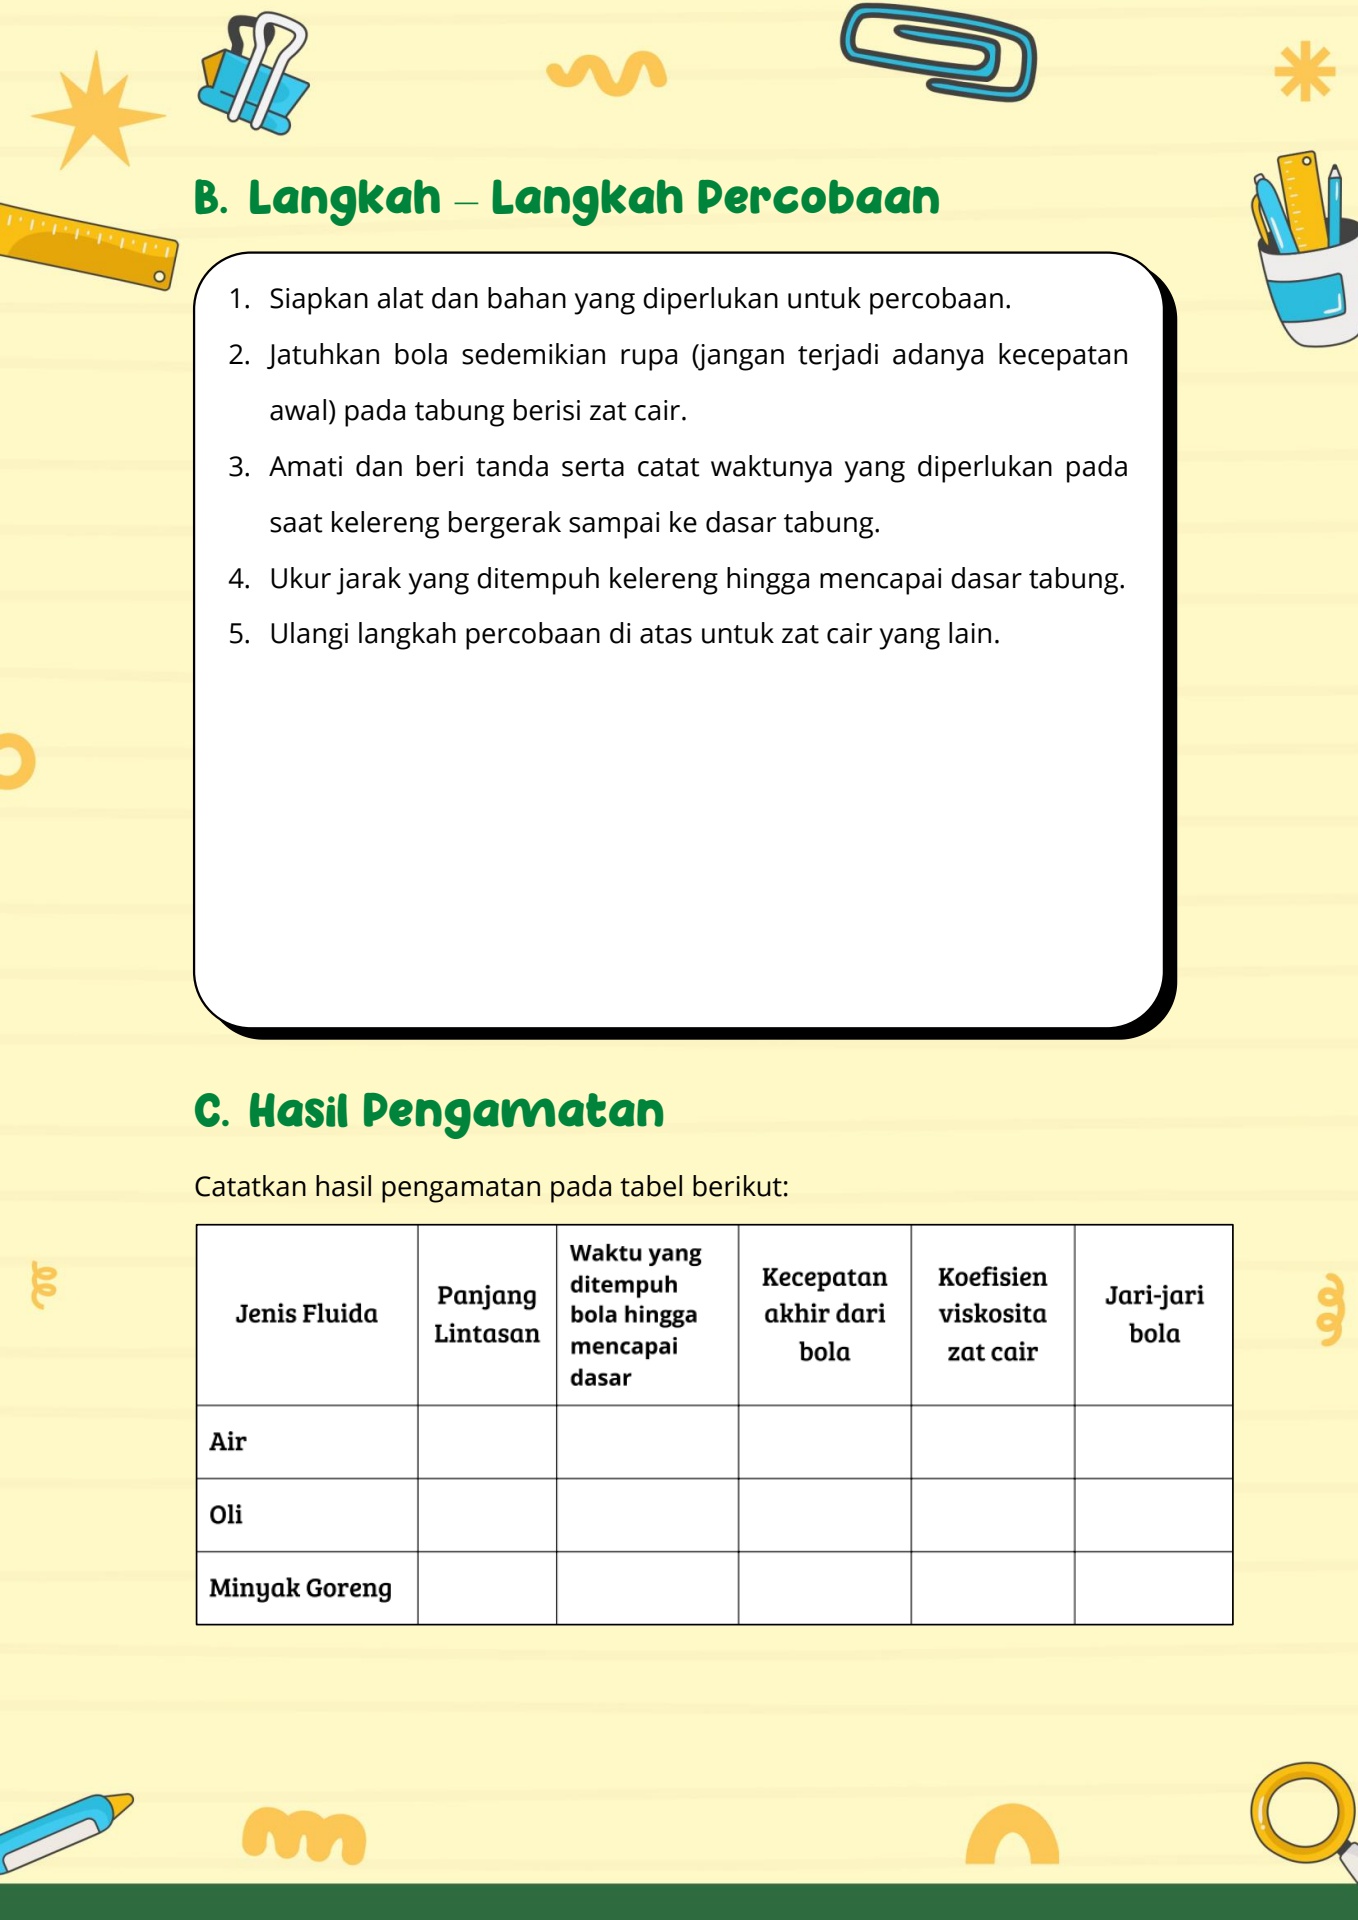 B. Langkah – Langkah Percobaan
1. Siapkan alat dan bahan yang diperlukan untuk percobaan.
2. Jatuhkan bola sedemikian rupa (jangan terjadi adanya kecepatan
awal) pada tabung berisi zat cair.
3. Amati dan beri tanda serta catat waktunya yang diperlukan pada
saat kelereng bergerak sampai ke dasar tabung.
4. Ukur jarak yang ditempuh kelereng hingga mencapai dasar tabung.
5. Ulangi langkah percobaan di atas untuk zat cair yang lain.
C. Hasil Pengamatan
Catatkan hasil pengamatan pada tabel berikut:
Jenis Fluida
Panjang
Lintasan
Waktu yang
ditempuh
bola hingga
mencapai
dasar
Kecepatan
akhir dari
bola
Koefisien
viskosita
zat cair
Jari-jari
bola
Air
Oli
Minyak Goreng